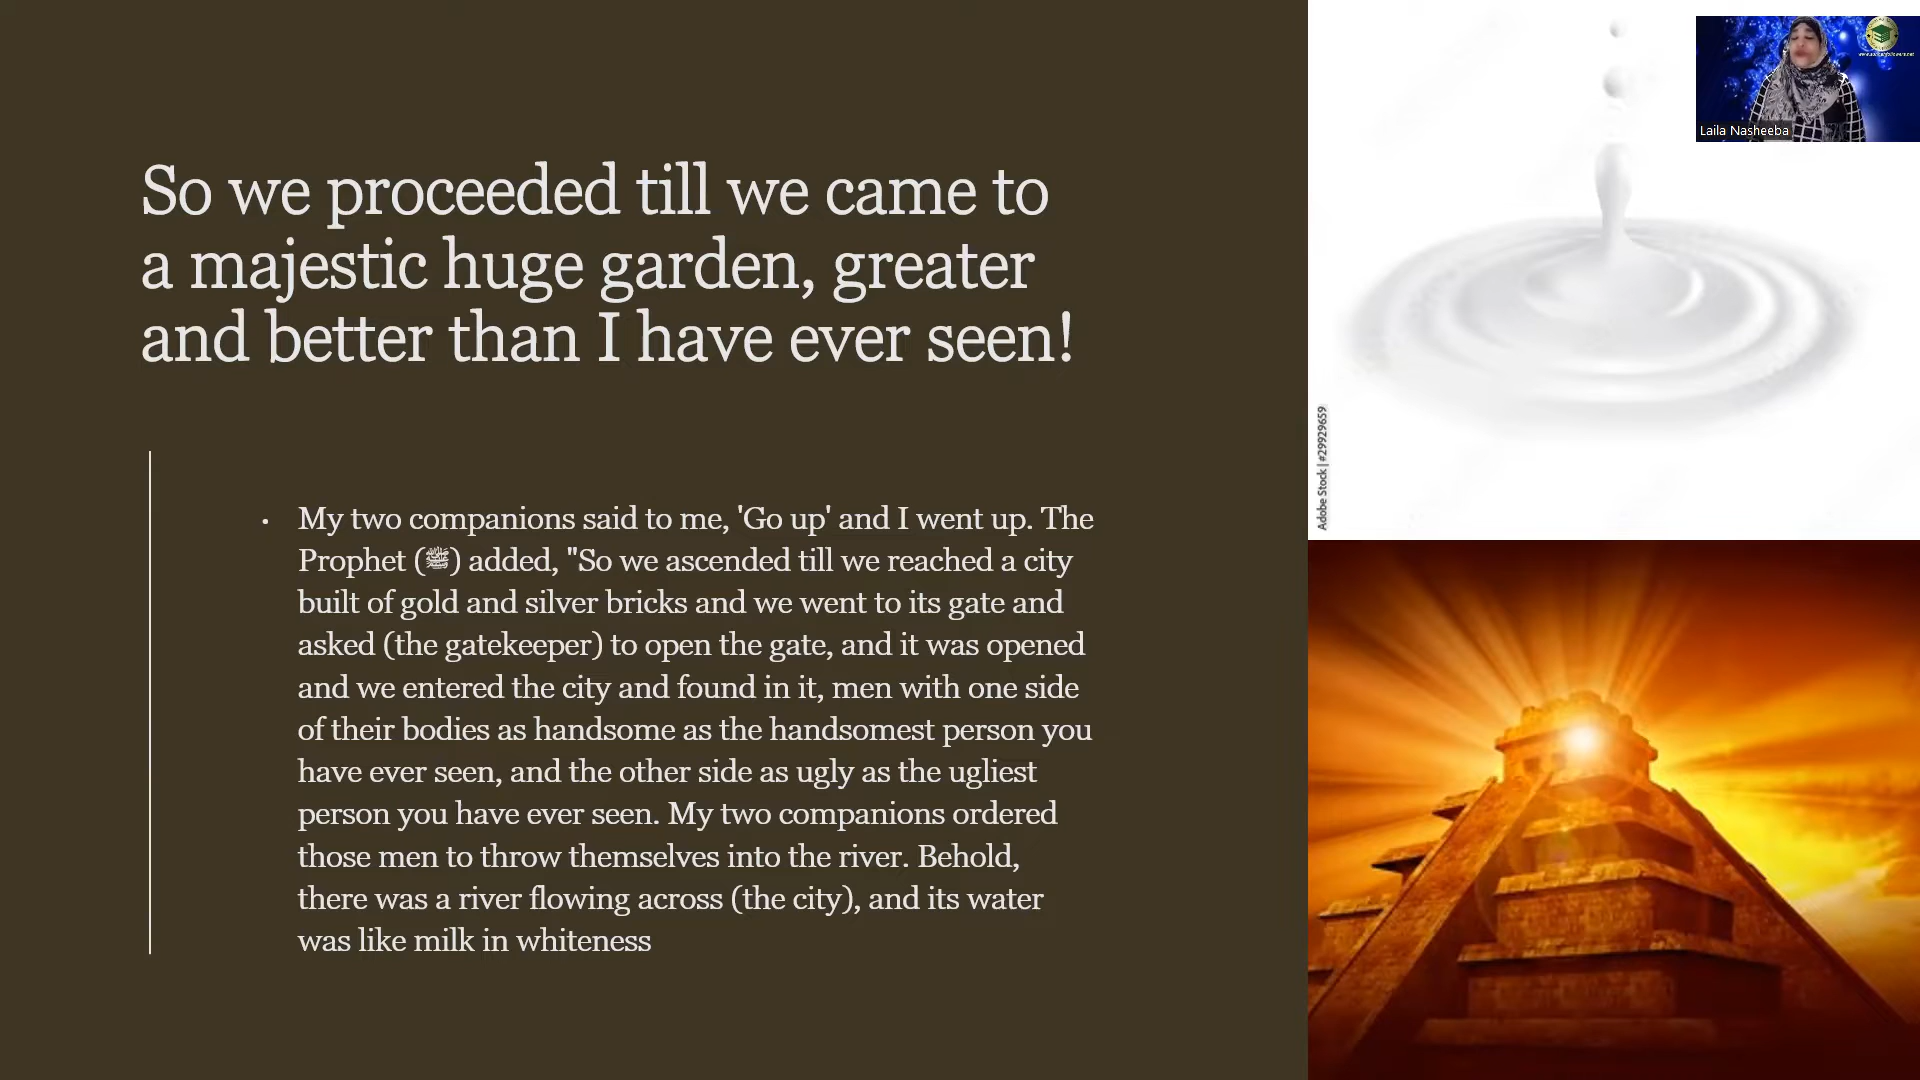 So we proceeded till we came to
a majestic huge garden, greater
and better than I have ever seen!
• My two companions said to me, 'Go up' and I went up. The
Prophet (ﷺ) added, "So we ascended till we reached a city
built of gold and silver bricks and we went to its gate and
asked (the gatekeeper) to open the gate, and it was opened
and we entered the city and found in it, men with one side
of their bodies as handsome as the handsomest person you
have ever seen, and the other side as ugly as the ugliest
person you have ever seen. My two companions ordered
those men to throw themselves into the river. Behold,
there was a river flowing across (the city), and its water
was like milk in whiteness
Adobe Stock | #29929659
Laila Nasheeba